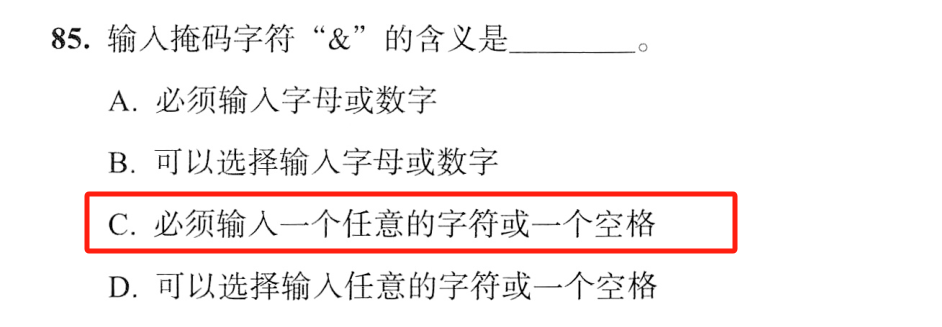 85. 输入掩码字符“&”的含义是________。
A. 必须输入字母或数字
B. 可以选择输入字母或数字
C. 必须输入一个任意的字符或一个空格
D. 可以选择输入任意的字符或一个空格